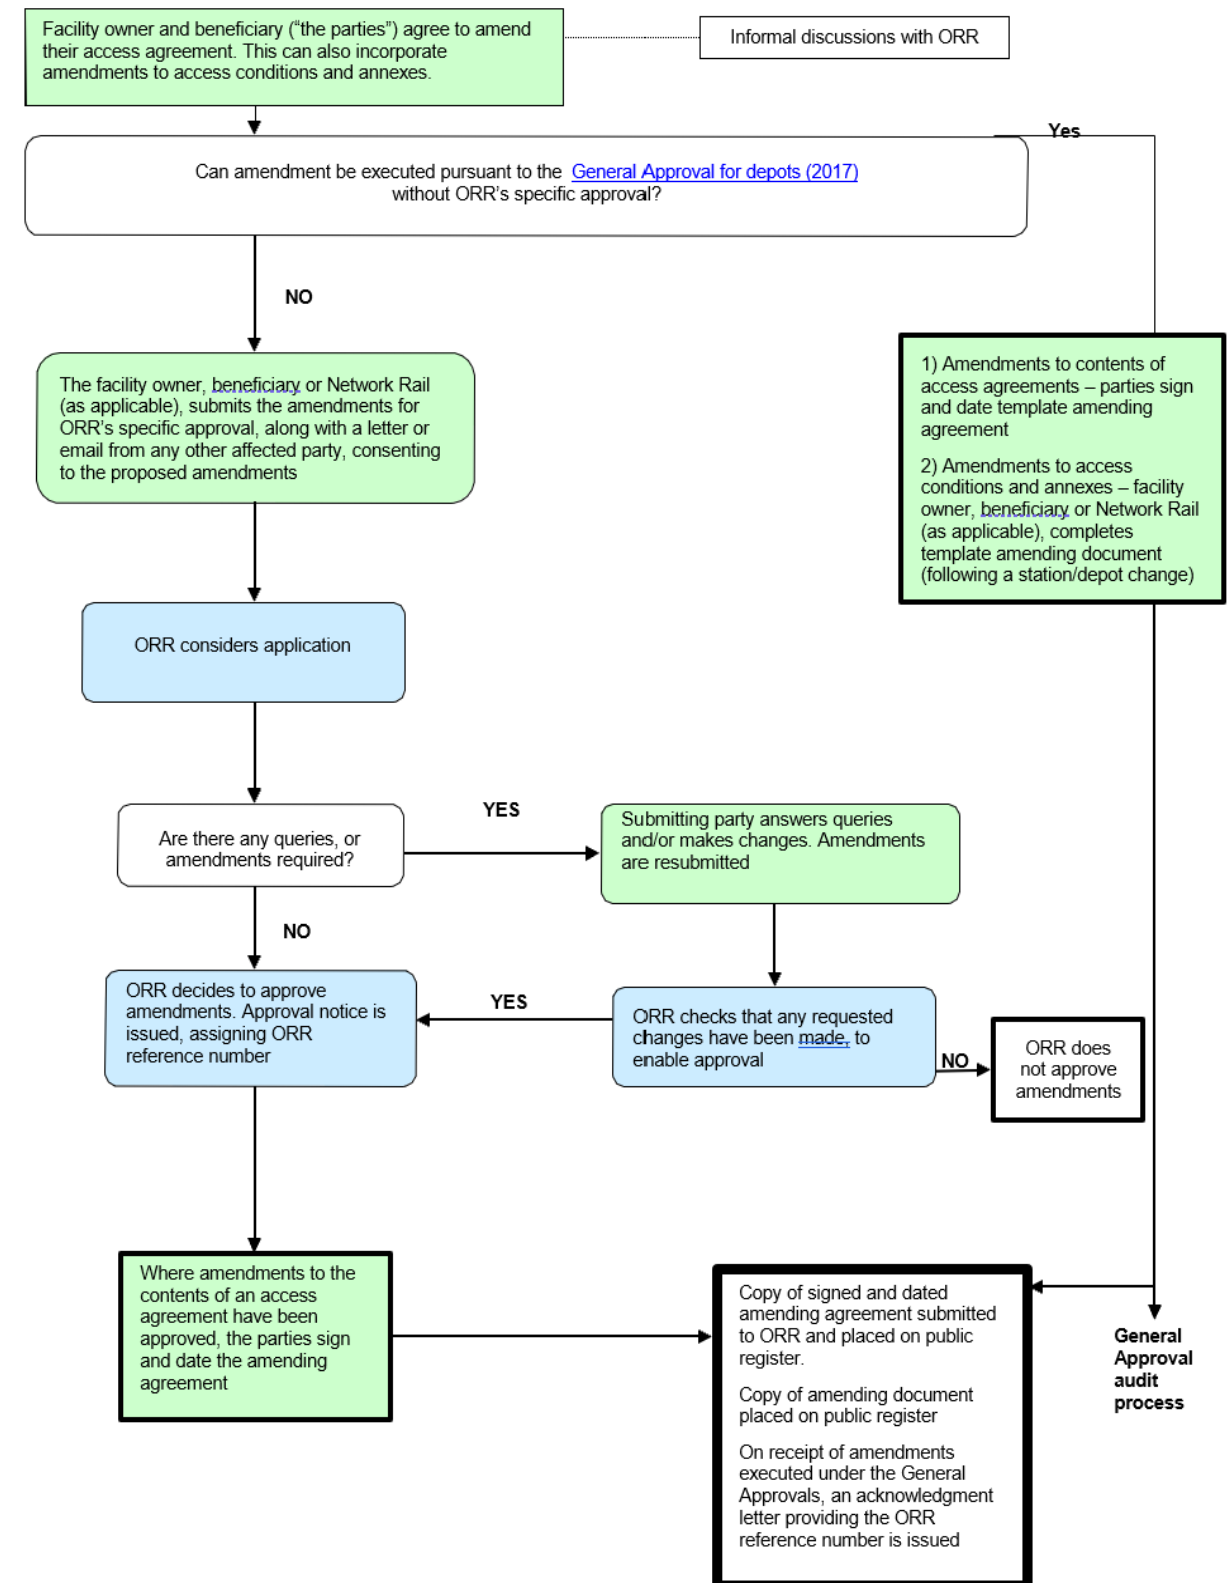 Facility owner and beneficiary (“the parties”) agree to amend
their access agreement. This can also incorporate
amendments to access conditions and annexes.
Informal discussions with ORR
Yes
Can amendment be executed pursuant to the General Approval for depots (2017)
without ORR’s specific approval?
NO
The facility owner, beneficiary or Network Rail
(as applicable), submits the amendments for
ORR’s specific approval, along with a letter or
email from any other affected party, consenting
to the proposed amendments
1) Amendments to contents of
access agreements – parties sign
and date template amending
agreement
2) Amendments to access
conditions and annexes – facility
owner, beneficiary or Network Rail
(as applicable), completes
template amending document
(following a station/depot change)
ORR considers application
Are there any queries, or
amendments required?
YES
Submitting party answers queries
and/or makes changes. Amendments
are resubmitted
NO
ORR decides to approve
amendments. Approval notice is
issued, assigning ORR
reference number
YES
ORR checks that any requested
changes have been made, to
enable approval
NO
ORR does
not approve
amendments
Where amendments to the
contents of an access
agreement have been
approved, the parties sign
and date the amending
agreement
Copy of signed and dated
amending agreement submitted
to ORR and placed on public
register.
Copy of amending document
placed on public register
On receipt of amendments
executed under the General
Approvals, an acknowledgment
letter providing the ORR
reference number is issued
General
Approval
audit
process